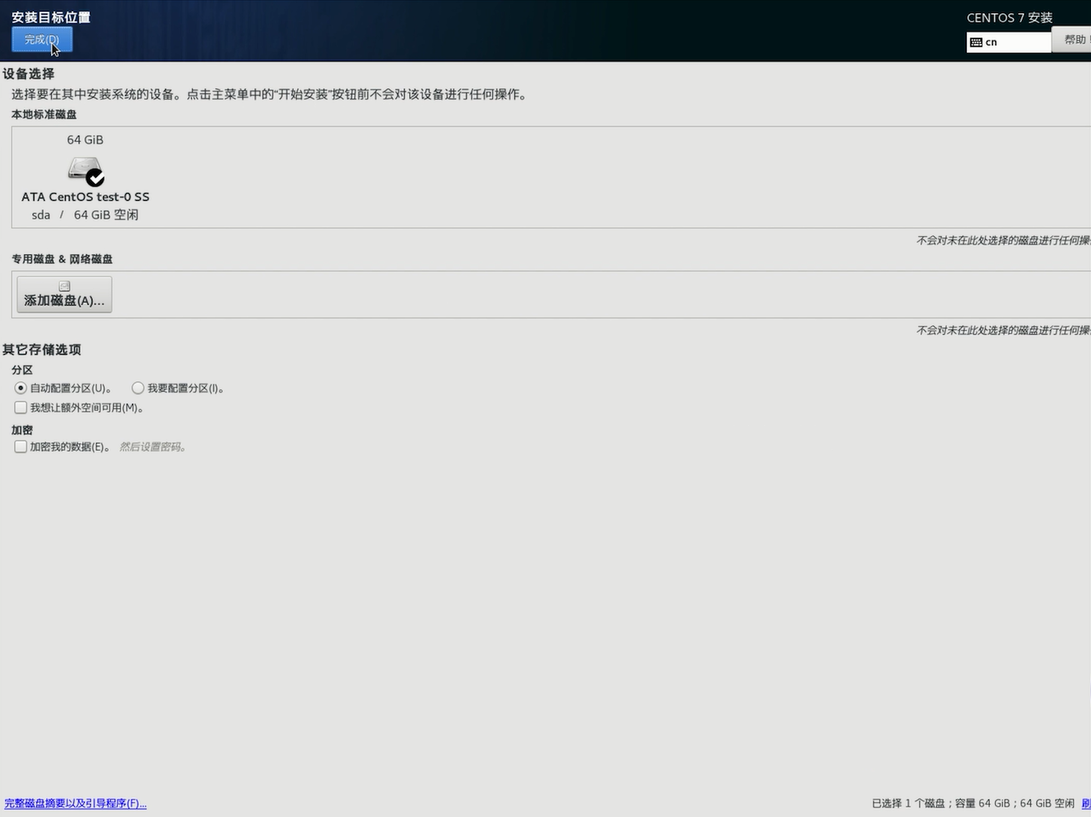 安装目标位置
CENTOS 7 安装
完成(D)
cn
帮助
设备选择
选择要在其中安装系统的设备。点击主菜单中的"开始安装"按钮前不会对该设备进行任何操作。
本地标准磁盘
64 GiB
ATA CentOS test-0 SS
sda / 64 GiB 空闲
不会对未在此处选择的磁盘进行任何操
专用磁盘 & 网络磁盘
添加磁盘(A)...
不会对未在此处选择的磁盘进行任何操
其它存储选项
分区
自动配置分区(U)。 我要配置分区(I)。
我想让额外空间可用(M)。
加密
加密我的数据(E)。 然后设置密码。
完整磁盘摘要以及引导程序(F)...
已选择 1 个磁盘；容量 64 GiB；64 GiB 空闲 刷